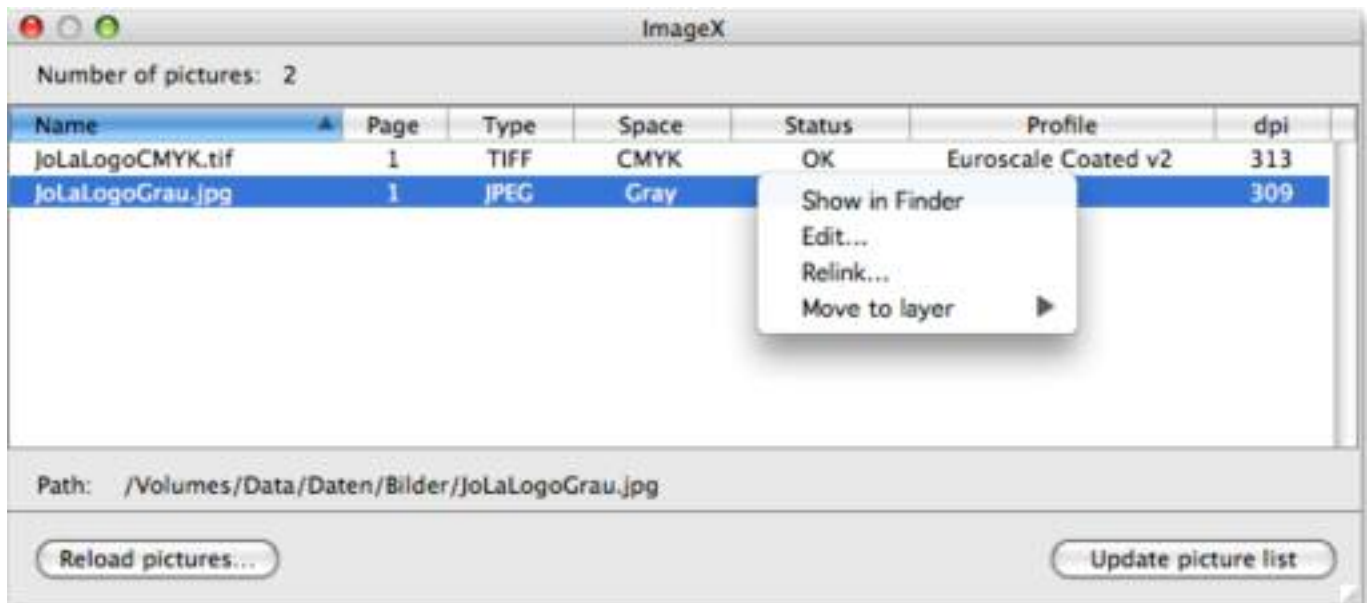 ImageX
Number of pictures: 2
Name Page Type Space Status Profile dpi
JoLaLogoCMYK.tif 1 TIFF CMYK OK Euroscale Coated v2 313
JoLaLogoGrau.jpg 1 JPEG Gray 309
Show in Finder
Edit...
Relink...
Move to layer
Path: /Volumes/Data/Daten/Bilder/JoLaLogoGrau.jpg
Reload pictures... Update picture list